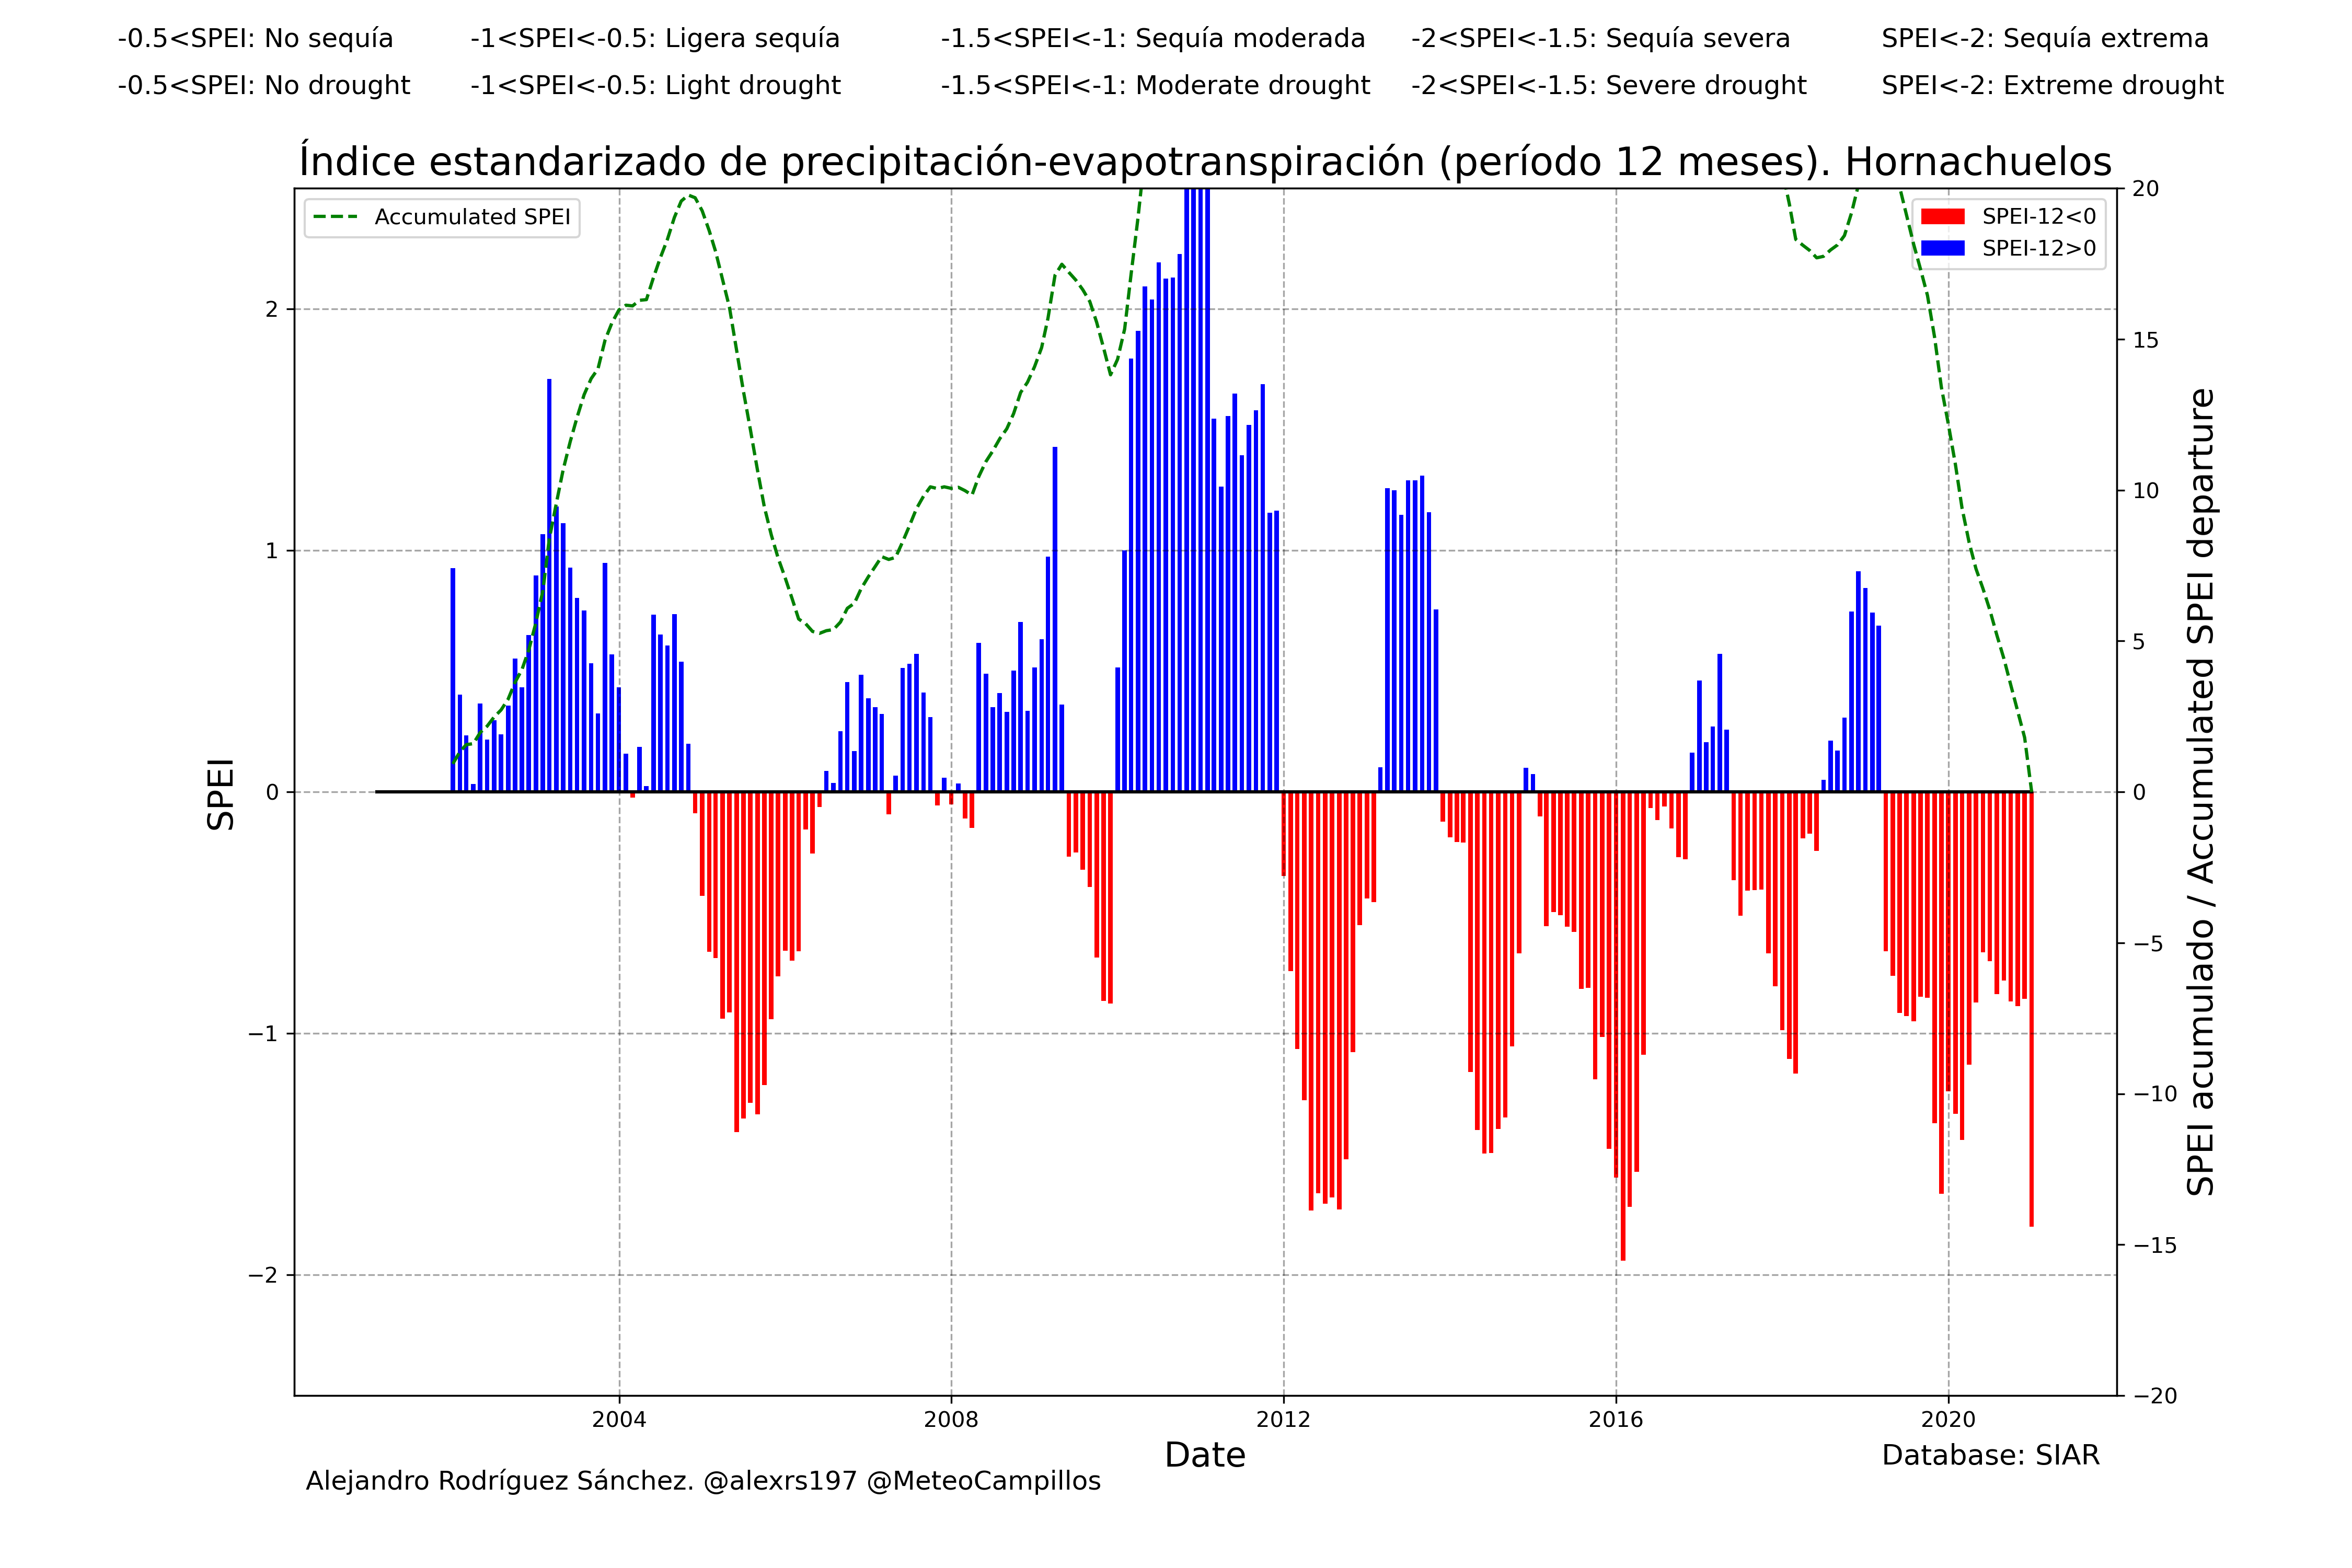 -0.5<SPEI: No sequía -1<SPEI<-0.5: Ligera sequía -1.5<SPEI<-1: Sequía moderada -2<SPEI<-1.5: Sequía severa SPEI<-2: Sequía extrema
-0.5<SPEI: No drought -1<SPEI<-0.5: Light drought -1.5<SPEI<-1: Moderate drought -2<SPEI<-1.5: Severe drought SPEI<-2: Extreme drought
Índice estandarizado de precipitación-evapotranspiración (período 12 meses). Hornachuelos
Accumulated SPEI
SPEI-12<0
SPEI-12>0
SPEI
2
1
0
−1
−2
20
15
10
5
0
−5
−10
−15
−20
SPEI acumulado / Accumulated SPEI departure
2004 2008 2012 2016 2020
Date
Database: SIAR
Alejandro Rodríguez Sánchez. @alexrs197 @MeteoCampillos